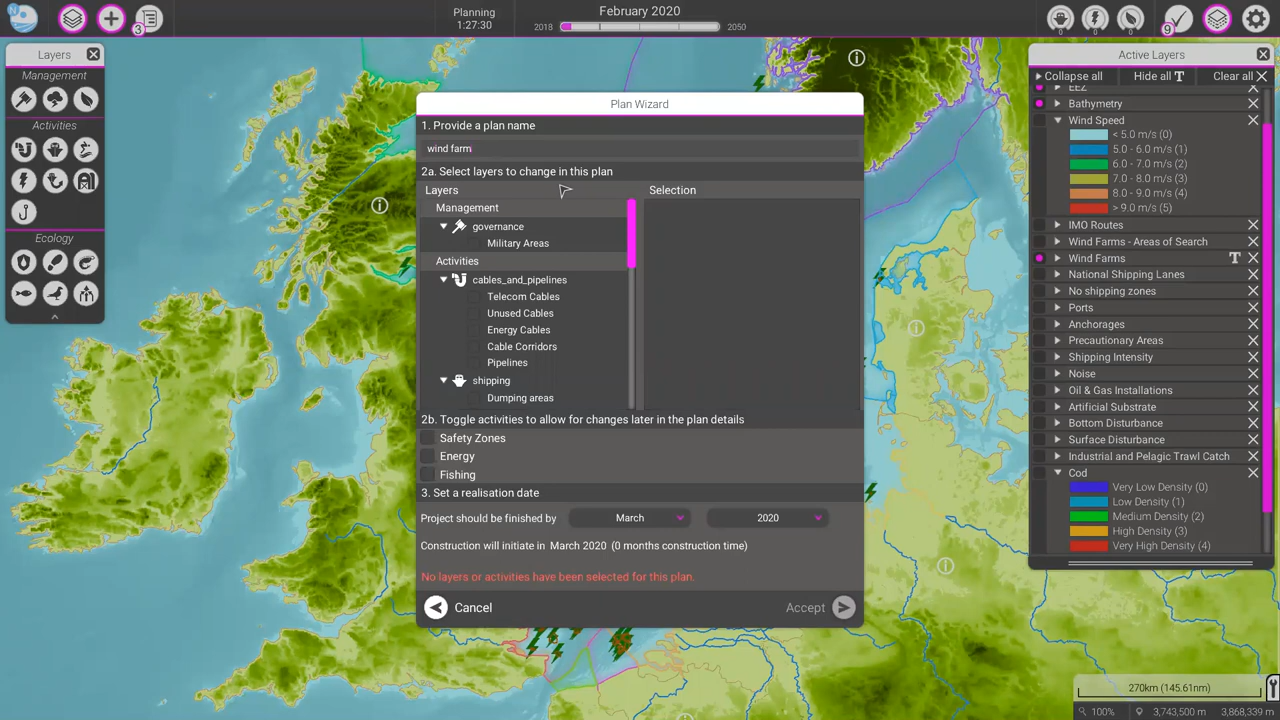 N
3
Planning
1:27:30
February 2020
2018
2050
0
0
0
9
Layers
Management
Activities
Ecology
Plan Wizard
1. Provide a plan name
wind farm
2a. Select layers to change in this plan
Layers
Selection
Management
governance
Military Areas
Activities
cables_and_pipelines
Telecom Cables
Unused Cables
Energy Cables
Cable Corridors
Pipelines
shipping
Dumping areas
2b. Toggle activities to allow for changes later in the plan details
Safety Zones
Energy
Fishing
3. Set a realisation date
Project should be finished by
March
2020
Construction will initiate in March 2020 (0 months construction time)
No layers or activities have been selected for this plan.
Cancel
Accept
Active Layers
Collapse all
Hide all T
Clear all
EEZ
Bathymetry
Wind Speed
< 5.0 m/s (0)
5.0 - 6.0 m/s (1)
6.0 - 7.0 m/s (2)
7.0 - 8.0 m/s (3)
8.0 - 9.0 m/s (4)
> 9.0 m/s (5)
IMO Routes
Wind Farms - Areas of Search
Wind Farms T
National Shipping Lanes
No shipping zones
Ports
Anchorages
Precautionary Areas
Shipping Intensity
Noise
Oil & Gas Installations
Artificial Substrate
Bottom Disturbance
Surface Disturbance
Industrial and Pelagic Trawl Catch
Cod
Very Low Density (0)
Low Density (1)
Medium Density (2)
High Density (3)
Very High Density (4)
270km (145.61nm)
100%
3,743,500 m
3,868,339 m